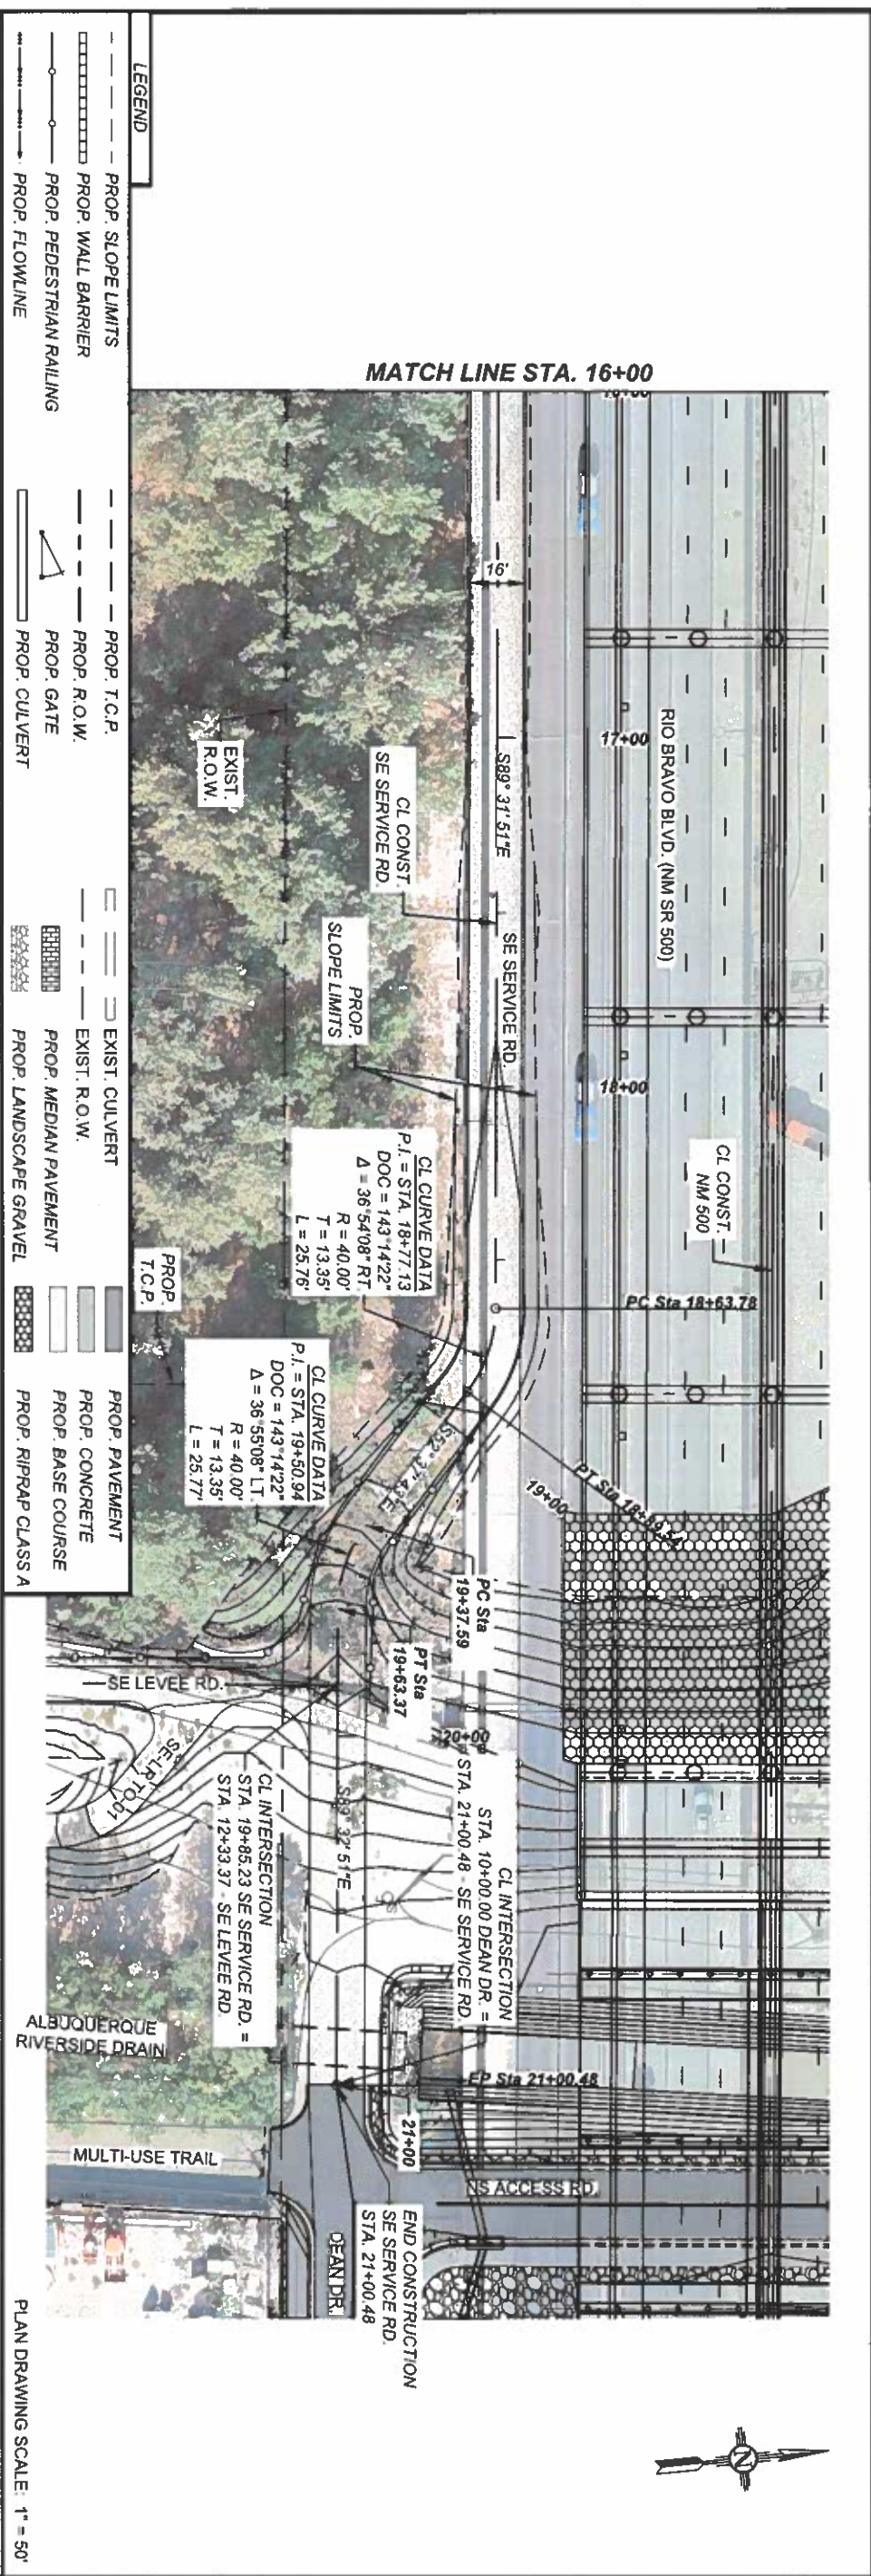 MATCH LINE STA. 16+00
16'
17+00
RIO BRAVO BLVD. (NM SR 500)
S89° 31' 51"E
CL CONST.
SE SERVICE RD
SE SERVICE RD.
EXIST.
R.O.W.
PROP.
SLOPE LIMITS
18+00
CL CONST.
NM 500
CL CURVE DATA
P.I. = STA. 18+77.13
DOC = 143°14'22"
Δ = 36°54'08" RT.
R = 40.00'
T = 13.35'
L = 25.76'
PC Sta 18+63.78
PROP.
T.C.P.
CL CURVE DATA
P.I. = STA. 19+50.94
DOC = 143°14'22"
Δ = 36°55'08" LT.
R = 40.00'
T = 13.35'
L = 25.77'
19+00
PC Sta
19+37.59
PT Sta
19+63.37
SE LEVEE RD.
SE-LR-TO-01
20+00
S89° 32' 51"E
CL INTERSECTION
STA. 19+85.23 SE SERVICE RD. =
STA. 12+33.37 - SE LEVEE RD.
CL INTERSECTION
STA. 10+00.00 DEAN DR. =
STA. 21+00.48 - SE SERVICE RD
EP Sta 21+00.48
21+00
ALBUQUERQUE
RIVERSIDE DRAIN
MULTI-USE TRAIL
NS ACCESS RD.
DEAN DR.
END CONSTRUCTION
SE SERVICE RD.
STA. 21+00.48
N
LEGEND
PROP. SLOPE LIMITS
PROP. WALL BARRIER
PROP. PEDESTRIAN RAILING
PROP. FLOWLINE
PROP. T.C.P.
PROP. R.O.W.
PROP. GATE
PROP. CULVERT
EXIST. CULVERT
EXIST. R.O.W.
PROP. MEDIAN PAVEMENT
PROP. LANDSCAPE GRAVEL
PROP. PAVEMENT
PROP. CONCRETE
PROP. BASE COURSE
PROP. RIPRAP CLASS A
PLAN DRAWING SCALE: 1" = 50'